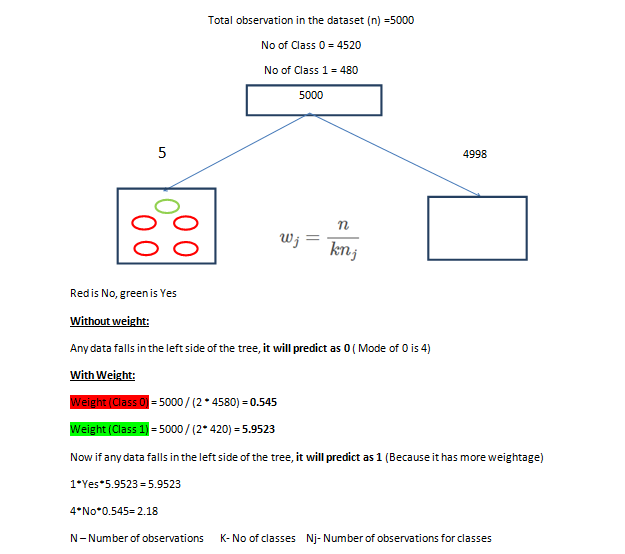 Total observation in the dataset (n) =5000
No of Class 0 = 4520
No of Class 1 = 480
5000
5
4998
wj = n / knj
Red is No, green is Yes
Without weight:
Any data falls in the left side of the tree, it will predict as 0 ( Mode of 0 is 4)
With Weight:
Weight (Class 0) = 5000 / (2 * 4580) = 0.545
Weight (Class 1) = 5000 / (2* 420) = 5.9523
Now if any data falls in the left side of the tree, it will predict as 1 (Because it has more weightage)
1*Yes*5.9523 = 5.9523
4*No*0.545= 2.18
N – Number of observations K- No of classes Nj- Number of observations for classes